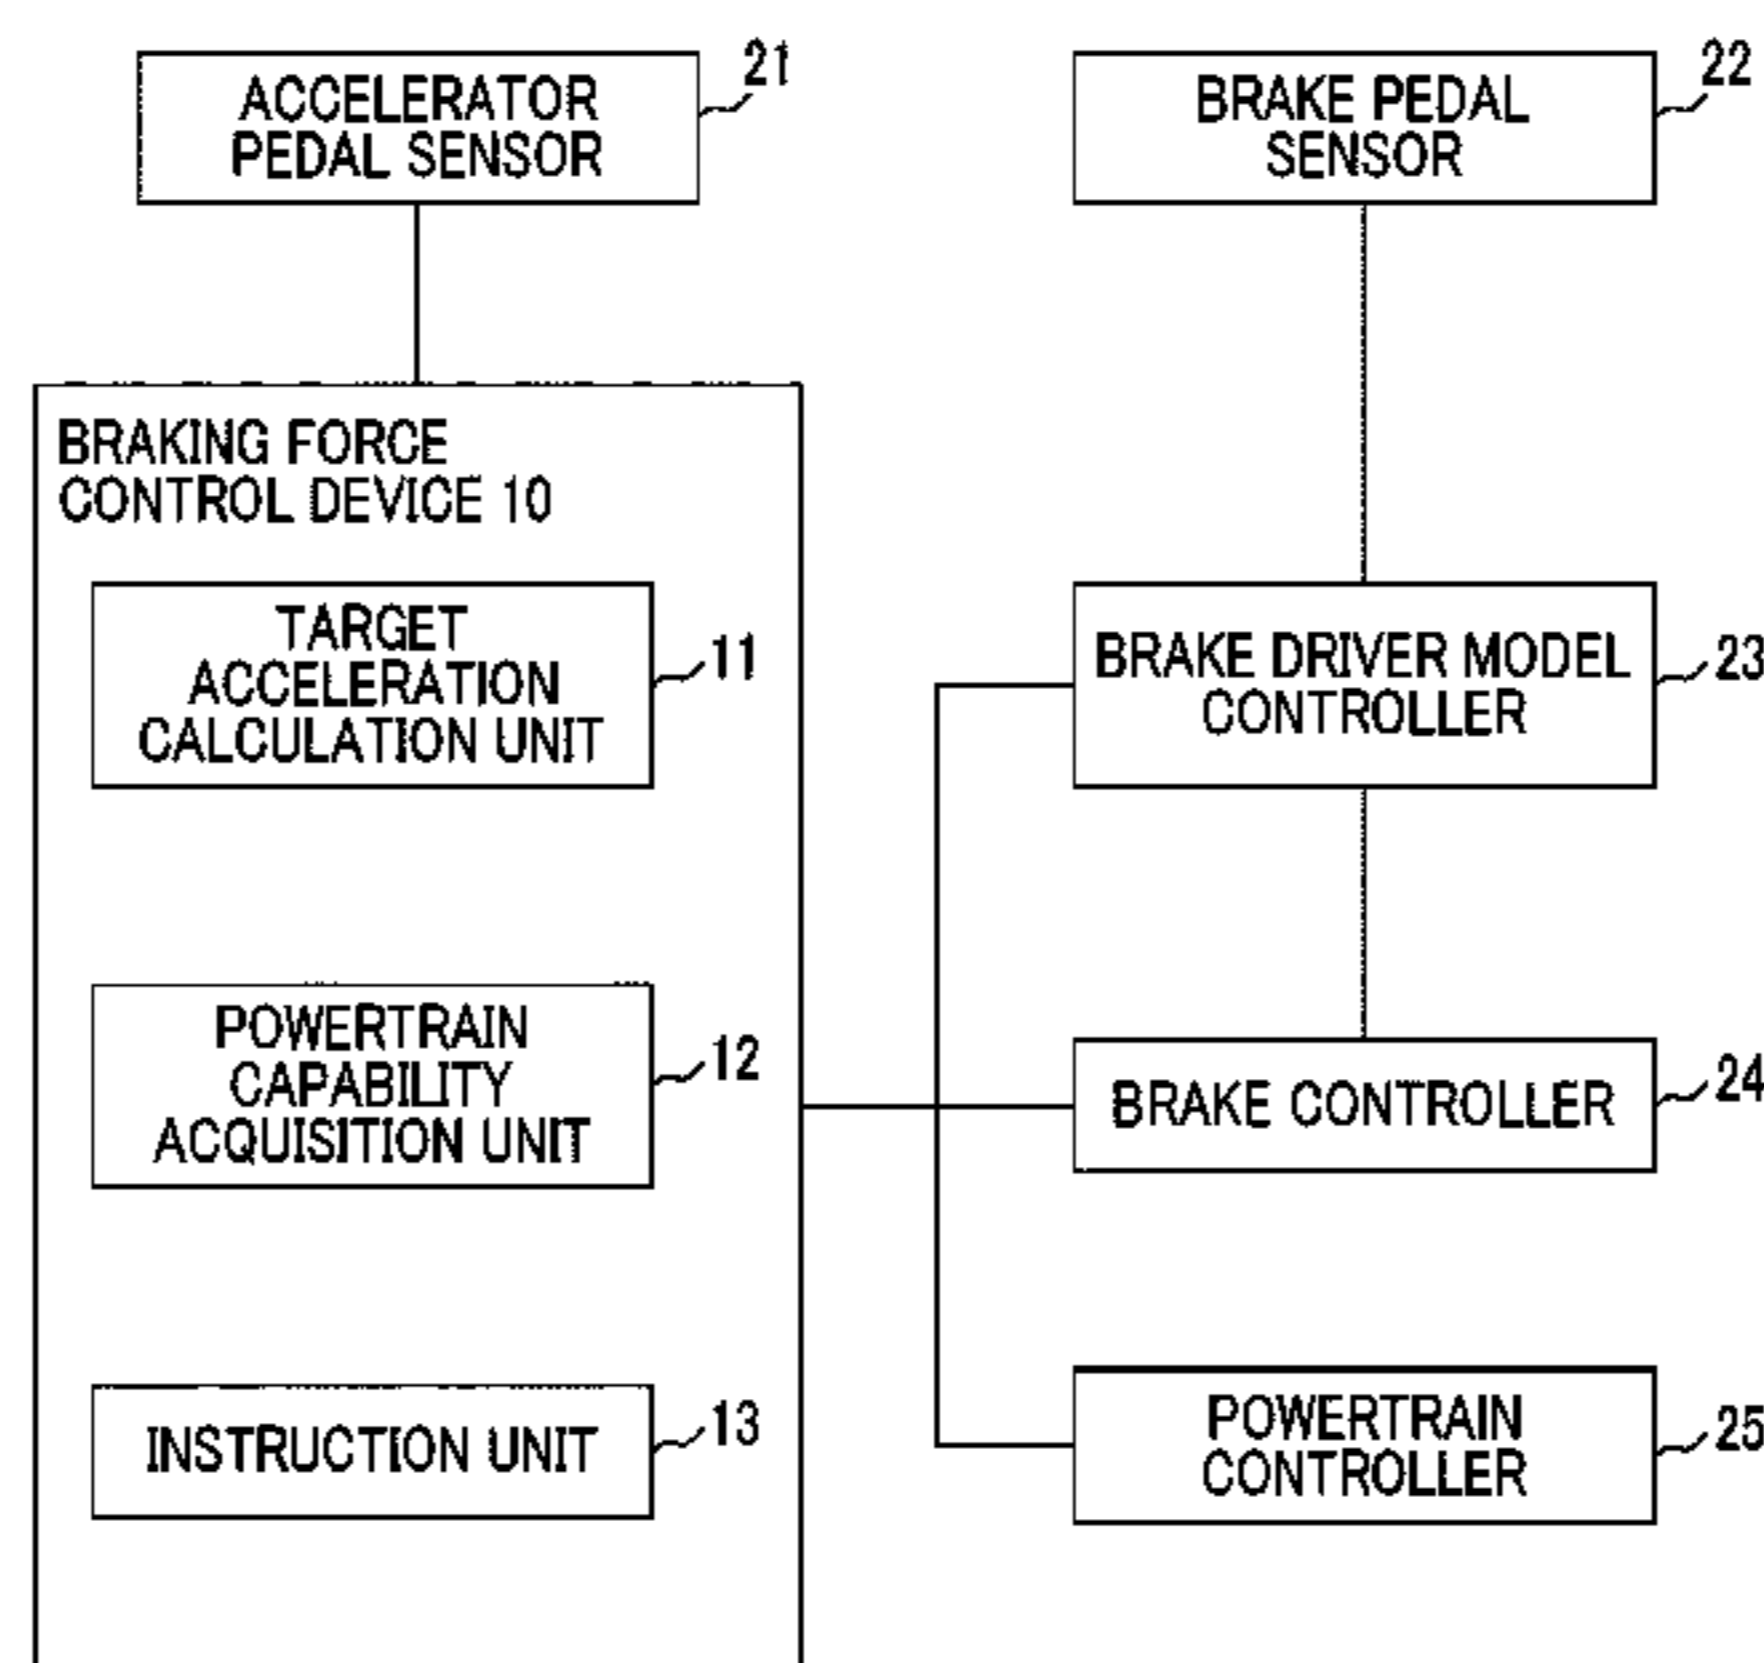 ACCELERATOR
PEDAL SENSOR
21
BRAKE PEDAL
SENSOR
22
BRAKING FORCE
CONTROL DEVICE 10
TARGET
ACCELERATION
CALCULATION UNIT
11
BRAKE DRIVER MODEL
CONTROLLER
23
POWERTRAIN
CAPABILITY
ACQUISITION UNIT
12
BRAKE CONTROLLER
24
INSTRUCTION UNIT
13
POWERTRAIN
CONTROLLER
25